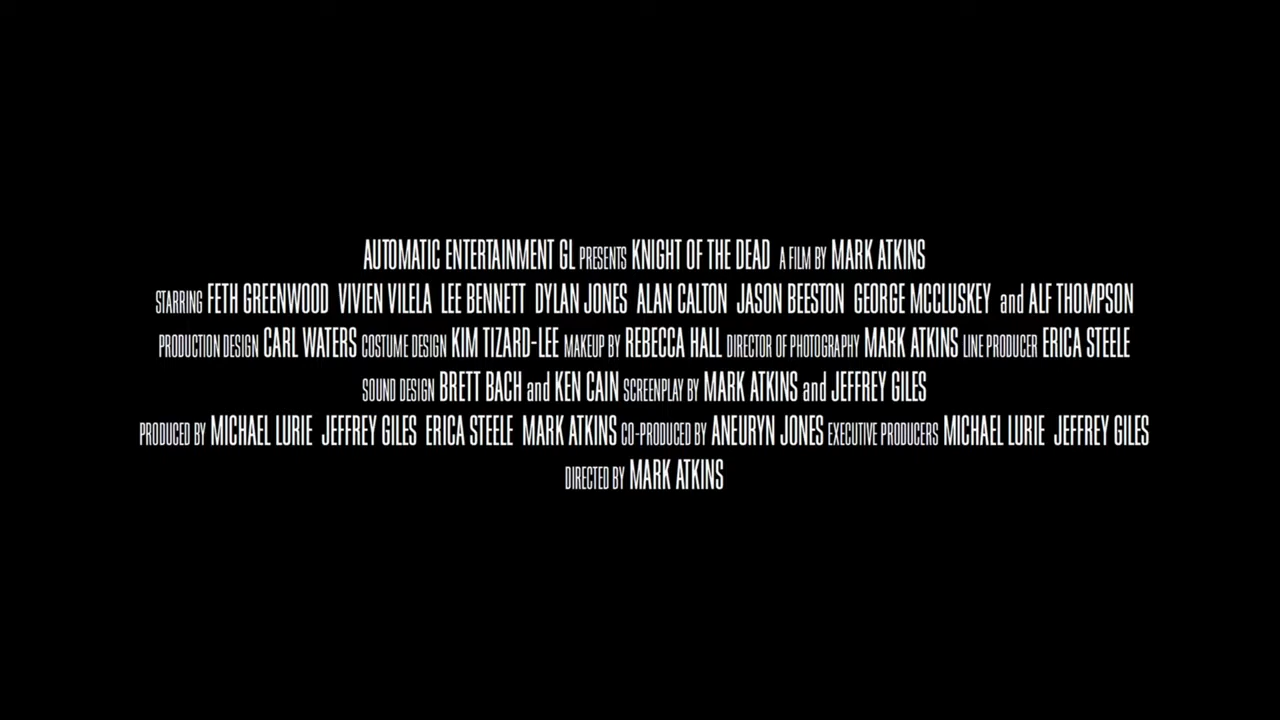 AUTOMATIC ENTERTAINMENT GL PRESENTS KNIGHT OF THE DEAD A FILM BY MARK ATKINS
STARRING FETH GREENWOOD VIVIEN VILELA LEE BENNETT DYLAN JONES ALAN CALTON JASON BEESTON GEORGE MCCLUSKEY and ALF THOMPSON
PRODUCTION DESIGN CARL WATERS COSTUME DESIGN KIM TIZARD-LEE MAKEUP BY REBECCA HALL DIRECTOR OF PHOTOGRAPHY MARK ATKINS LINE PRODUCER ERICA STEELE
SOUND DESIGN BRETT BACH and KEN CAIN SCREENPLAY BY MARK ATKINS and JEFFREY GILES
PRODUCED BY MICHAEL LURIE JEFFREY GILES ERICA STEELE MARK ATKINS CO-PRODUCED BY ANEURYN JONES EXECUTIVE PRODUCERS MICHAEL LURIE JEFFREY GILES
DIRECTED BY MARK ATKINS